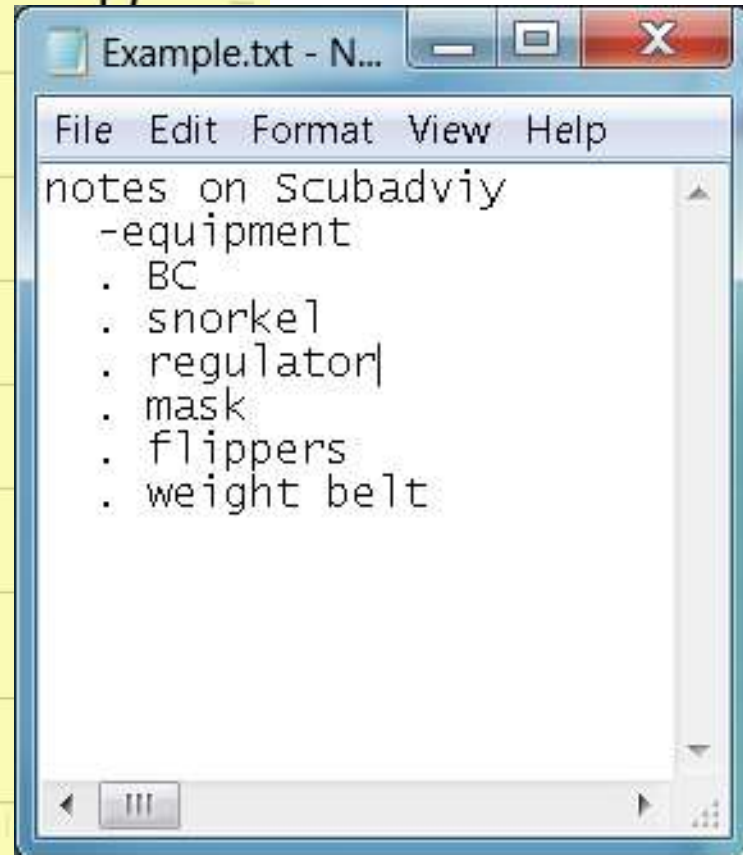 Example.txt - N...
File Edit Format View Help
notes on Scubadviy
-equipment
. BC
. snorkel
. regulator
. mask
. flippers
. weight belt